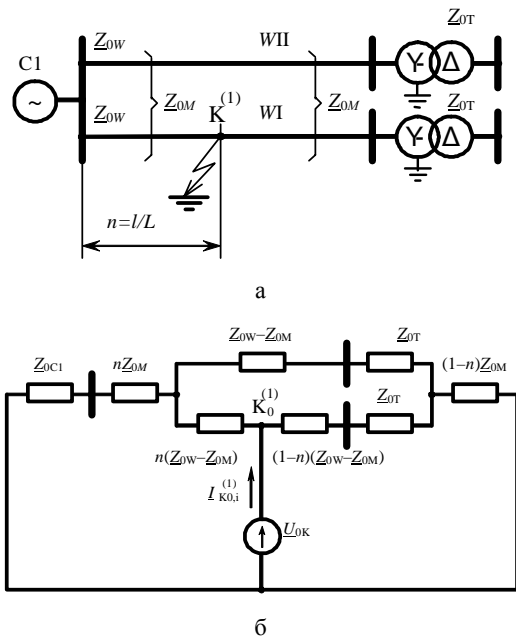 Z0T
C1
Z0W
WII
~
Y
Δ
Z0M
Z0M
Z0T
Z0W
K(1)
WI
Y
Δ
n=l/L
а
Z0W–Z0M
Z0T
Z0C1
nZ0M
(1–n)Z0M
K0(1)
Z0T
n(Z0W–Z0M)
(1–n)(Z0W–Z0M)
I K0,i(1)
U0K
б